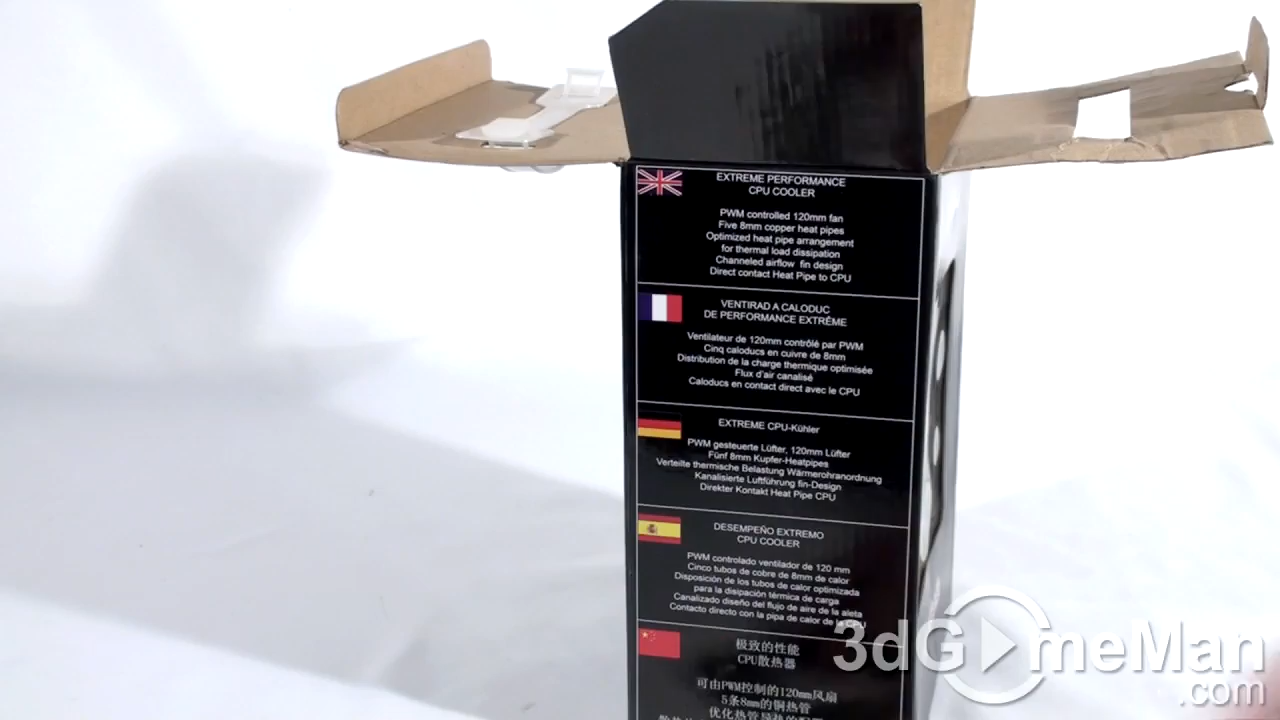 EXTREME PERFORMANCE
CPU COOLER
PWM controlled 120mm fan
Five 8mm copper heat pipes
Optimized heat pipe arrangement
for thermal load dissipation
Channeled airflow fin design
Direct contact Heat Pipe to CPU
VENTIRAD A CALODUC
DE PERFORMANCE EXTRÊME
Ventilateur de 120mm contrôlé par PWM
Cinq caloducs en cuivre de 8mm
Distribution de la charge thermique optimisée
Flux d'air canalisé
Caloducs en contact direct avec le CPU
EXTREME CPU-Kühler
PWM gesteuerte Lüfter, 120mm Lüfter
Fünf 8mm Kupfer-Heatpipes
Verteilte thermische Belastung Wärmerohranordnung
Kanalisierte Luftführung fin-Design
Direkter Kontakt Heat Pipe CPU
DESEMPEÑO EXTREMO
CPU COOLER
PWM controlado ventilador de 120 mm
Cinco tubos de cobre de 8mm de calor
Disposición de los tubos de calor optimizada
para la disipación térmica de carga
Canalizado diseño del flujo de aire de la aleta
Contacto directo con la pipa de calor de la CPU
极致的性能
CPU散热器
可由PWM控制的120mm风扇
5条8mm的铜热管
3dGameMan
.com